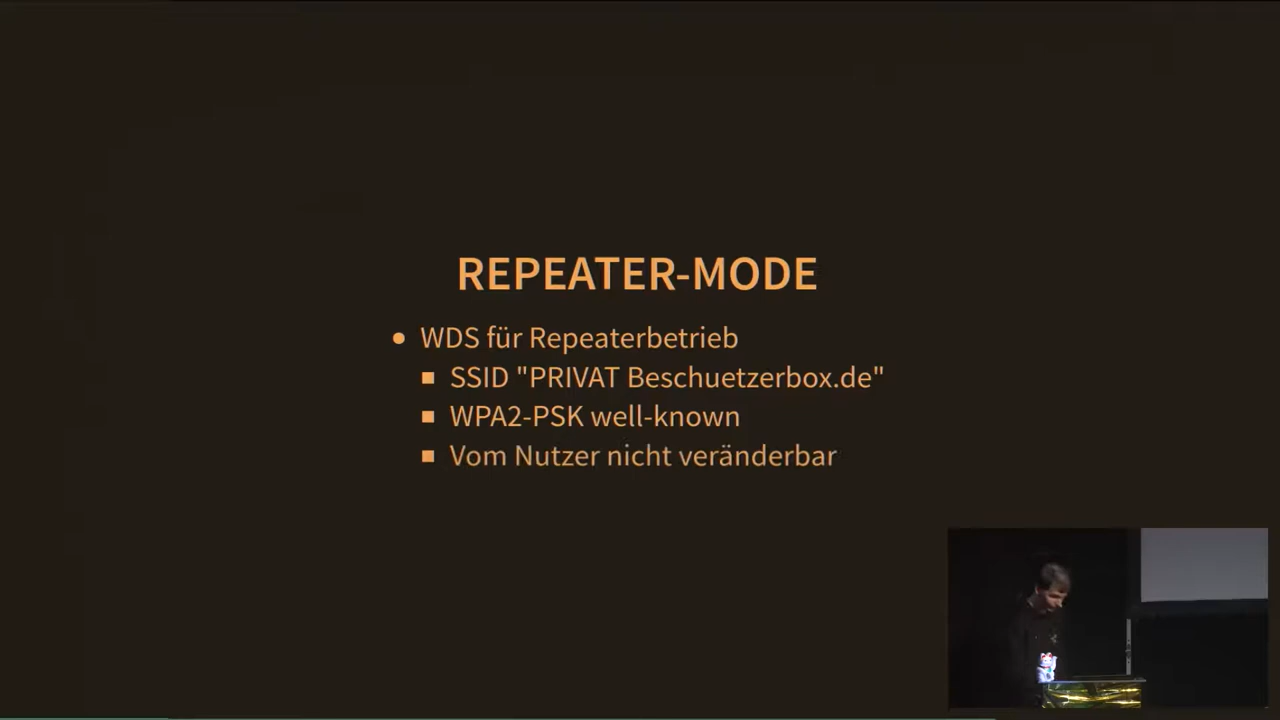 REPEATER-MODE
WDS für Repeaterbetrieb
SSID "PRIVAT Beschuetzerbox.de"
WPA2-PSK well-known
Vom Nutzer nicht veränderbar